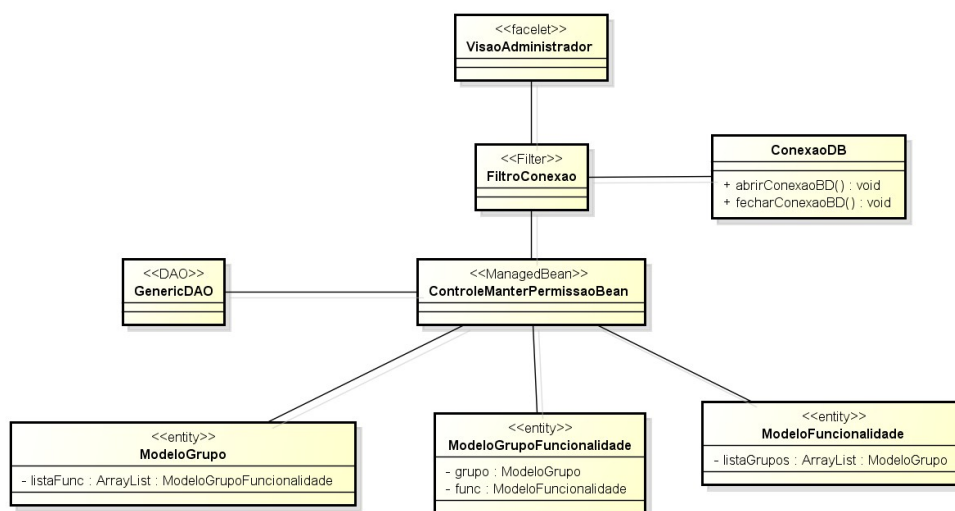 <<facelet>>
VisaoAdministrador
<<Filter>>
FiltroConexao
ConexaoDB
+ abrirConexaoBD() : void
+ fecharConexaoBD() : void
<<DAO>>
GenericDAO
<<ManagedBean>>
ControleManterPermissaoBean
<<entity>>
ModeloGrupo
- listaFunc : ArrayList : ModeloGrupoFuncionalidade
<<entity>>
ModeloGrupoFuncionalidade
- grupo : ModeloGrupo
- func : ModeloFuncionalidade
<<entity>>
ModeloFuncionalidade
- listaGrupos : ArrayList : ModeloGrupo